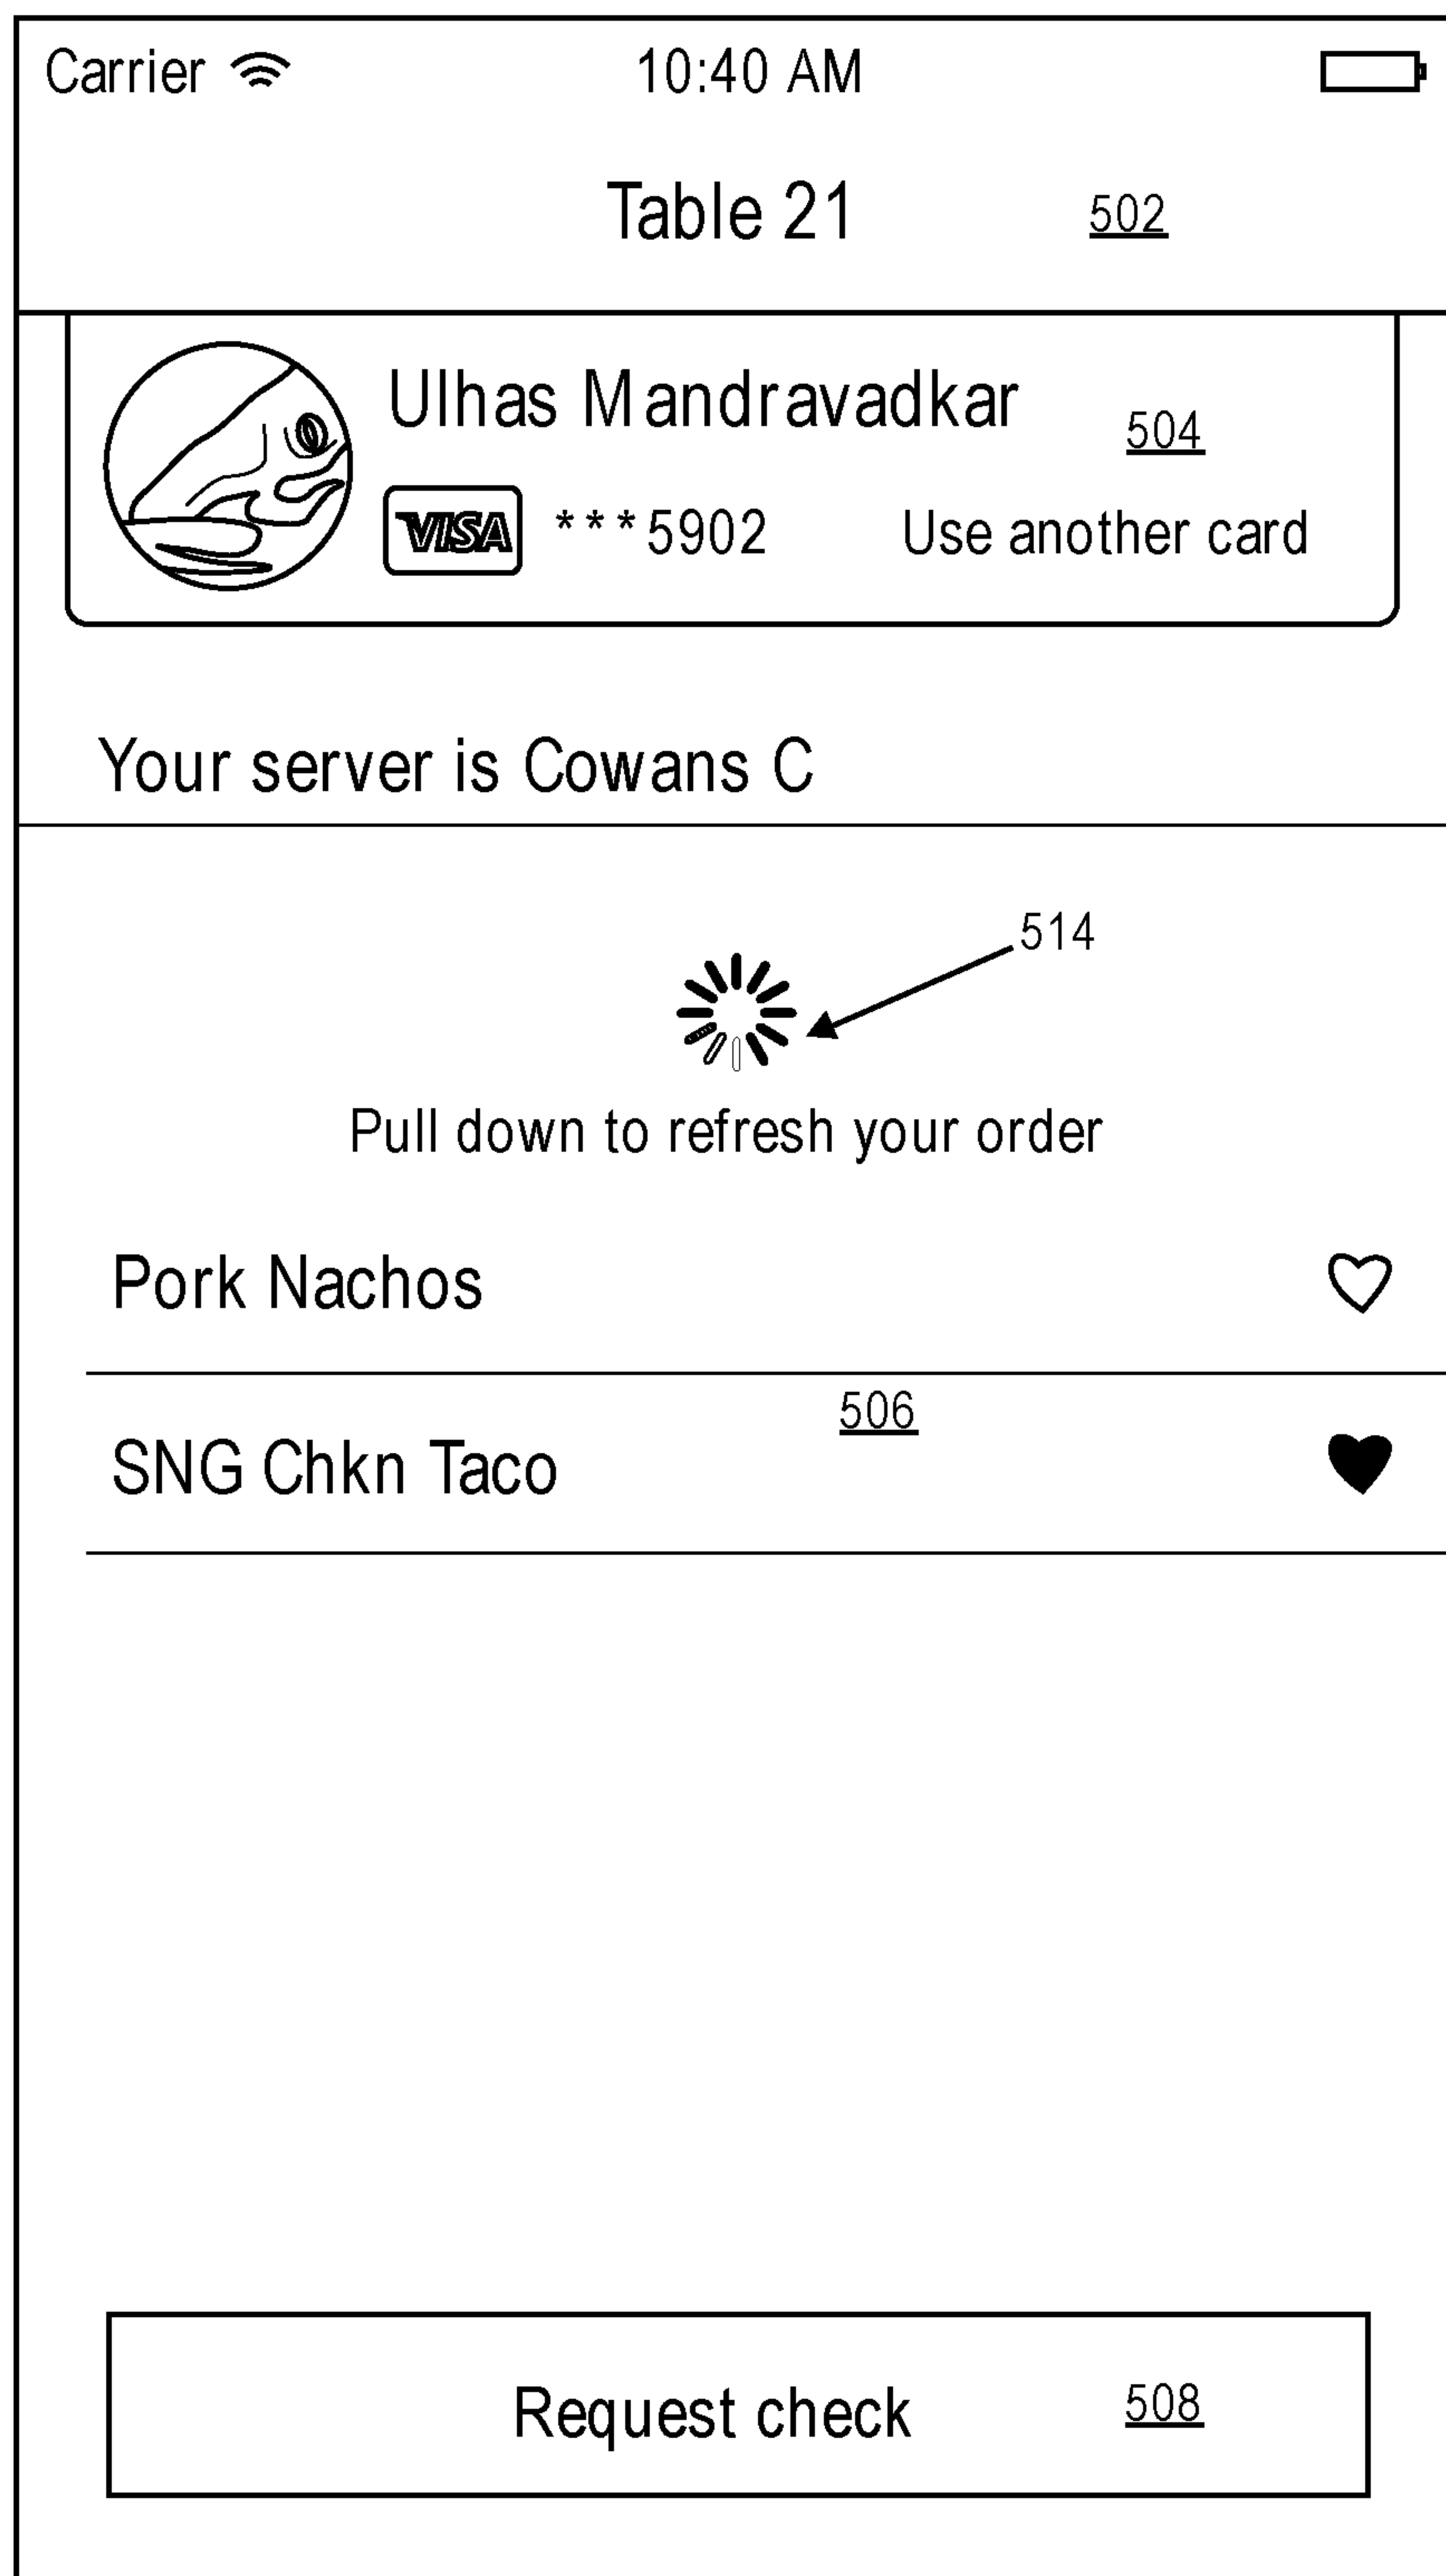 Carrier 10:40 AM
Table 21 502
Ulhas Mandravadkar 504
VISA ***5902 Use another card
Your server is Cowans C
514
Pull down to refresh your order
Pork Nachos
506
SNG Chkn Taco
Request check 508